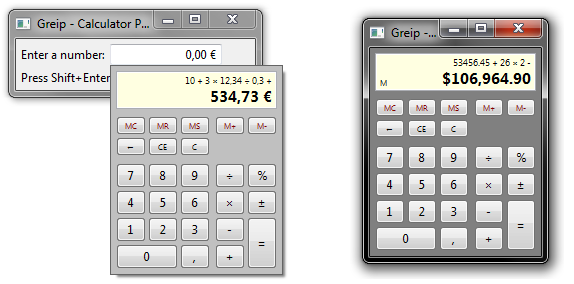 Greip - Calculator P...
Enter a number: 0,00 €
Press Shift+Enter
10 + 3 × 12,34 ÷ 0,3 +
534,73 €
MC MR MS M+ M-
← CE C
7 8 9 ÷ %
4 5 6 × ±
1 2 3 - =
0 , +
Greip -...
53456.45 + 26 × 2 -
M $106,964.90
MC MR MS M+ M-
← CE C
7 8 9 ÷ %
4 5 6 × ±
1 2 3 - =
0 , +